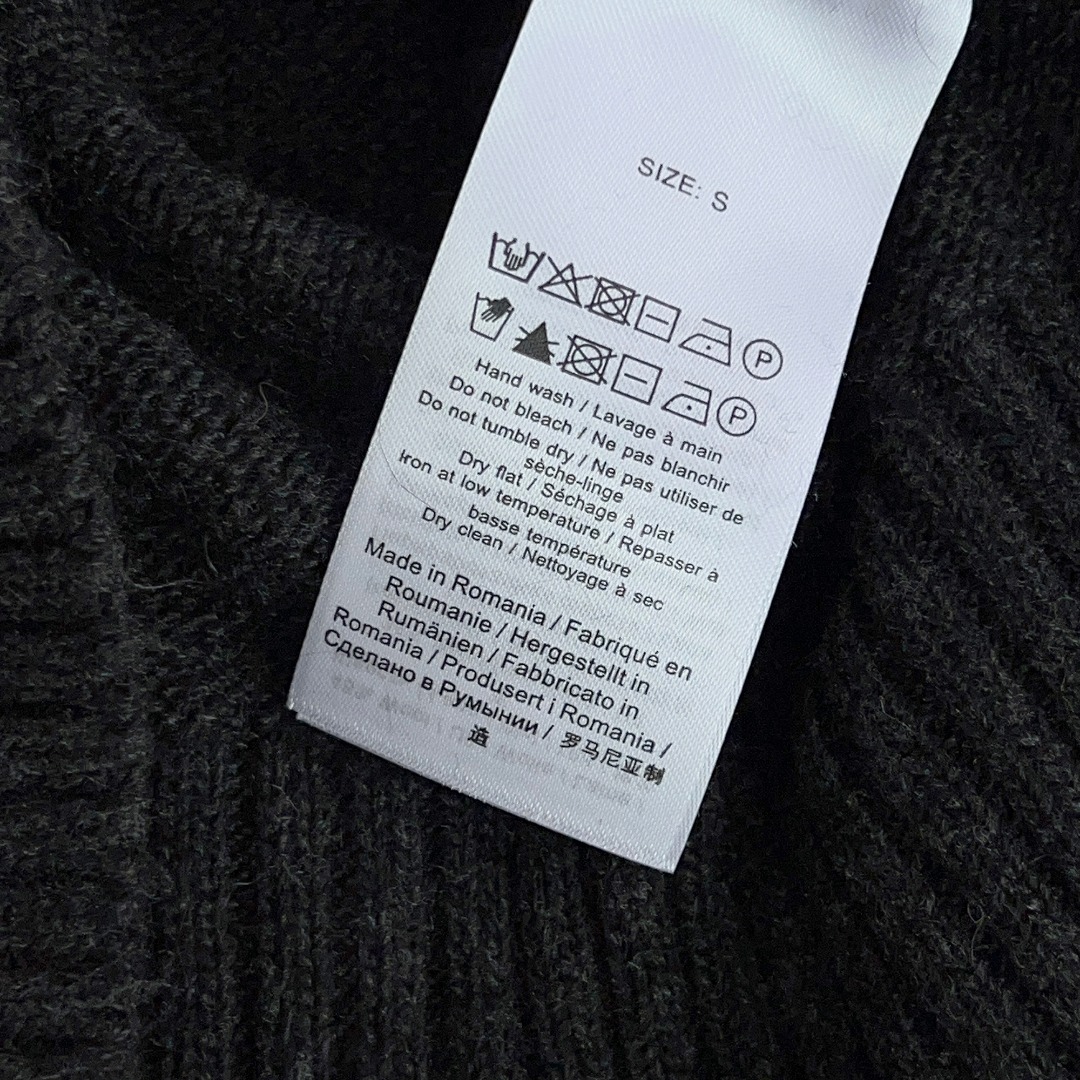 SIZE: S
P
P
Hand wash / Lavage à main
Do not bleach / Ne pas blanchir
Do not tumble dry / Ne pas utiliser de
sèche-linge
Dry flat / Séchage à plat
Iron at low temperature / Repasser à
basse température
Dry clean / Nettoyage à sec
Made in Romania / Fabriqué en
Roumanie / Hergestellt in
Rumänien / Fabbricato in
Romania / Produsert i Romania /
Сделано в Румынии / 罗马尼亚制
造